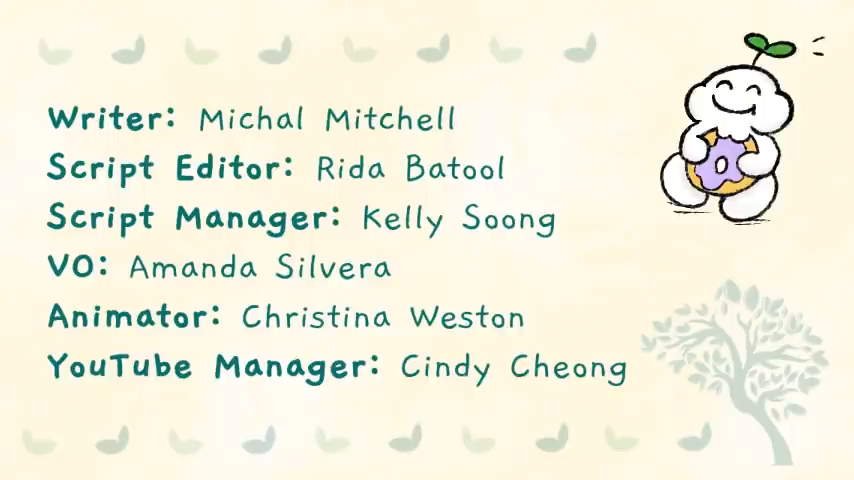 Writer: Michal Mitchell
Script Editor: Rida Batool
Script Manager: Kelly Soong
VO: Amanda Silvera
Animator: Christina Weston
YouTube Manager: Cindy Cheong